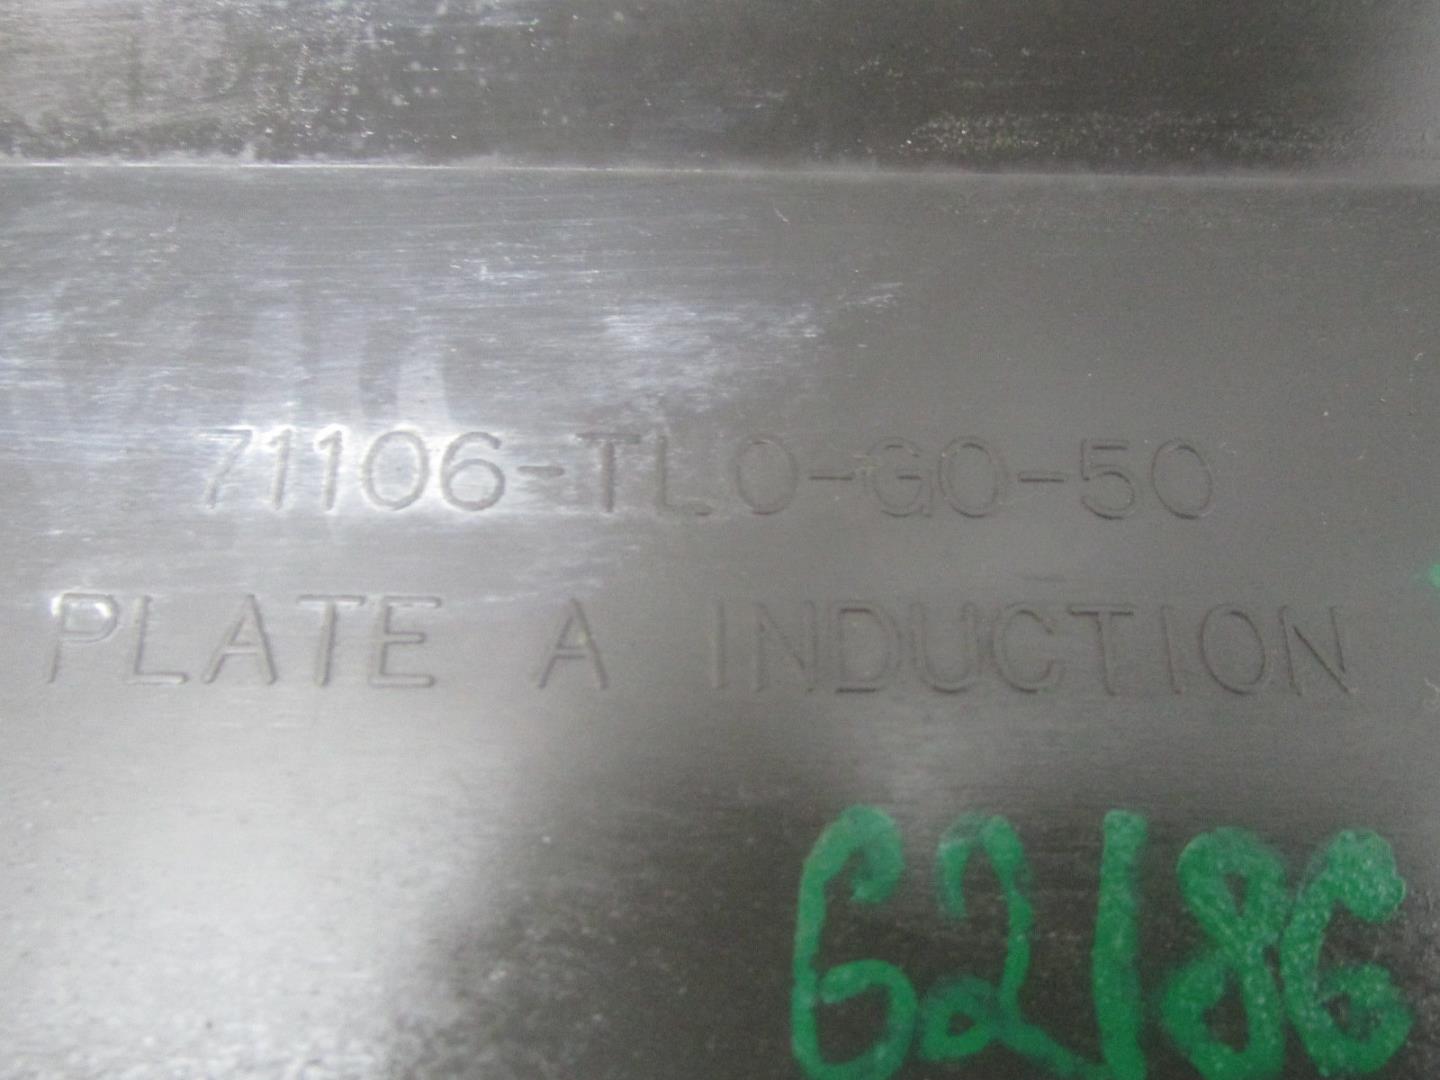 71106-TL0-G0-50
PLATE A INDUCTION
62186